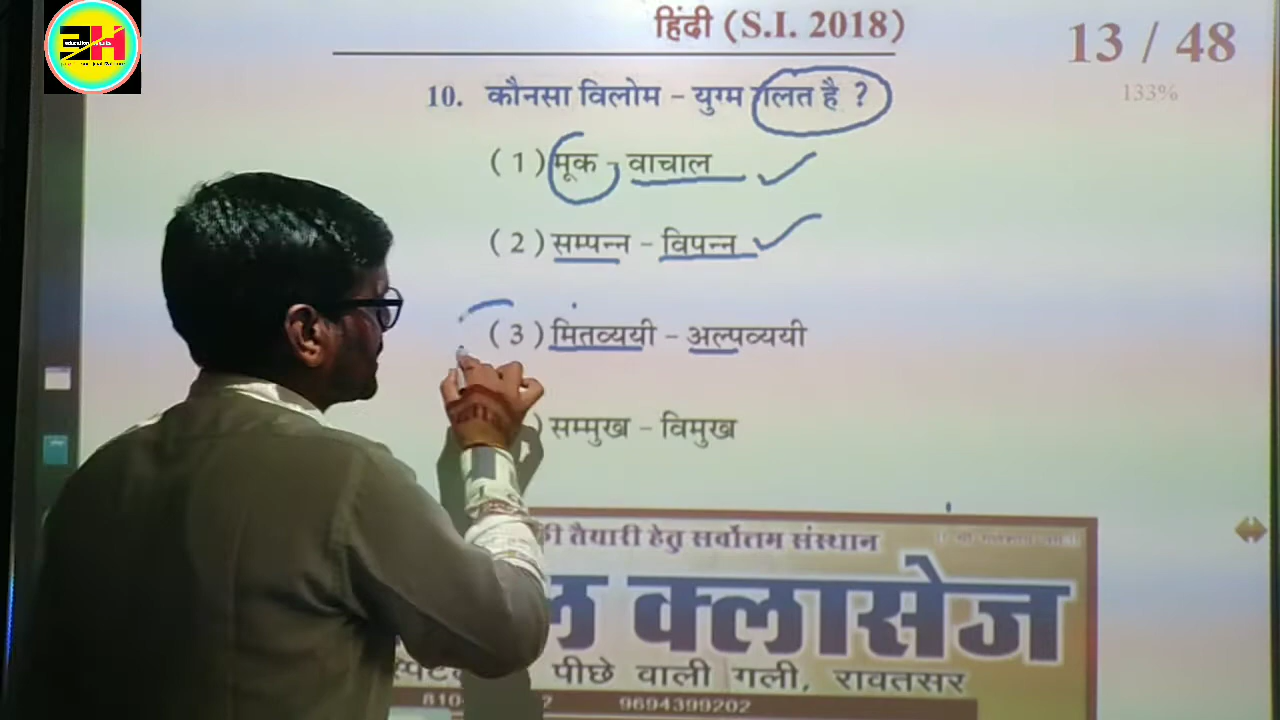 हिंदी (S.I. 2018)
13 / 48
133%
10. कौनसा विलोम - युग्म गलत है ?
(1) मूक - वाचाल
(2) सम्पन्न - विपन्न
(3) मितव्ययी - अल्पव्ययी
) सम्मुख - विमुख
की तैयारी हेतु सर्वोत्तम संस्थान
ल क्लासेज
पीछे वाली गली, रावतसर
9694399202